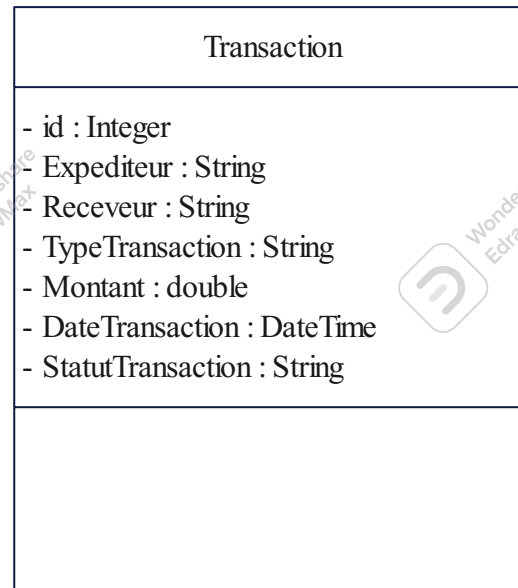 Transaction
- id : Integer
- Expediteur : String
- Receveur : String
- TypeTransaction : String
- Montant : double
- DateTransaction : DateTime
- StatutTransaction : String